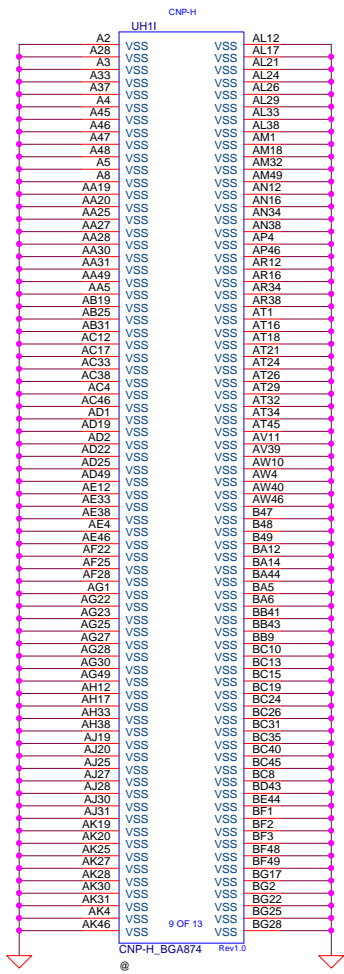 CNP-H
UH1I
A2 VSS VSS AL12
A28 VSS VSS AL17
A3 VSS VSS AL21
A33 VSS VSS AL24
A37 VSS VSS AL26
A4 VSS VSS AL29
A45 VSS VSS AL33
A46 VSS VSS AL38
A47 VSS VSS AM1
A48 VSS VSS AM18
A5 VSS VSS AM32
A8 VSS VSS AM49
AA19 VSS VSS AN12
AA20 VSS VSS AN16
AA25 VSS VSS AN34
AA27 VSS VSS AN38
AA28 VSS VSS AP4
AA30 VSS VSS AP46
AA31 VSS VSS AR12
AA49 VSS VSS AR16
AA5 VSS VSS AR34
AB19 VSS VSS AR38
AB25 VSS VSS AT1
AB31 VSS VSS AT16
AC12 VSS VSS AT18
AC17 VSS VSS AT21
AC33 VSS VSS AT24
AC38 VSS VSS AT26
AC4 VSS VSS AT29
AC46 VSS VSS AT32
AD1 VSS VSS AT34
AD19 VSS VSS AT45
AD2 VSS VSS AV11
AD22 VSS VSS AV39
AD25 VSS VSS AW10
AD49 VSS VSS AW4
AE12 VSS VSS AW40
AE33 VSS VSS AW46
AE38 VSS VSS B47
AE4 VSS VSS B48
AE46 VSS VSS B49
AF22 VSS VSS BA12
AF25 VSS VSS BA14
AF28 VSS VSS BA44
AG1 VSS VSS BA5
AG22 VSS VSS BA6
AG23 VSS VSS BB41
AG25 VSS VSS BB43
AG27 VSS VSS BB9
AG28 VSS VSS BC10
AG30 VSS VSS BC13
AG49 VSS VSS BC15
AH12 VSS VSS BC19
AH17 VSS VSS BC24
AH33 VSS VSS BC26
AH38 VSS VSS BC31
AJ19 VSS VSS BC35
AJ20 VSS VSS BC40
AJ25 VSS VSS BC45
AJ27 VSS VSS BC8
AJ28 VSS VSS BD43
AJ30 VSS VSS BE44
AJ31 VSS VSS BF1
AK19 VSS VSS BF2
AK20 VSS VSS BF3
AK25 VSS VSS BF48
AK27 VSS VSS BF49
AK28 VSS VSS BG17
AK30 VSS VSS BG2
AK31 VSS VSS BG22
AK4 VSS VSS BG25
AK46 VSS VSS BG28
9 OF 13
CNP-H_BGA874 Rev1.0
@